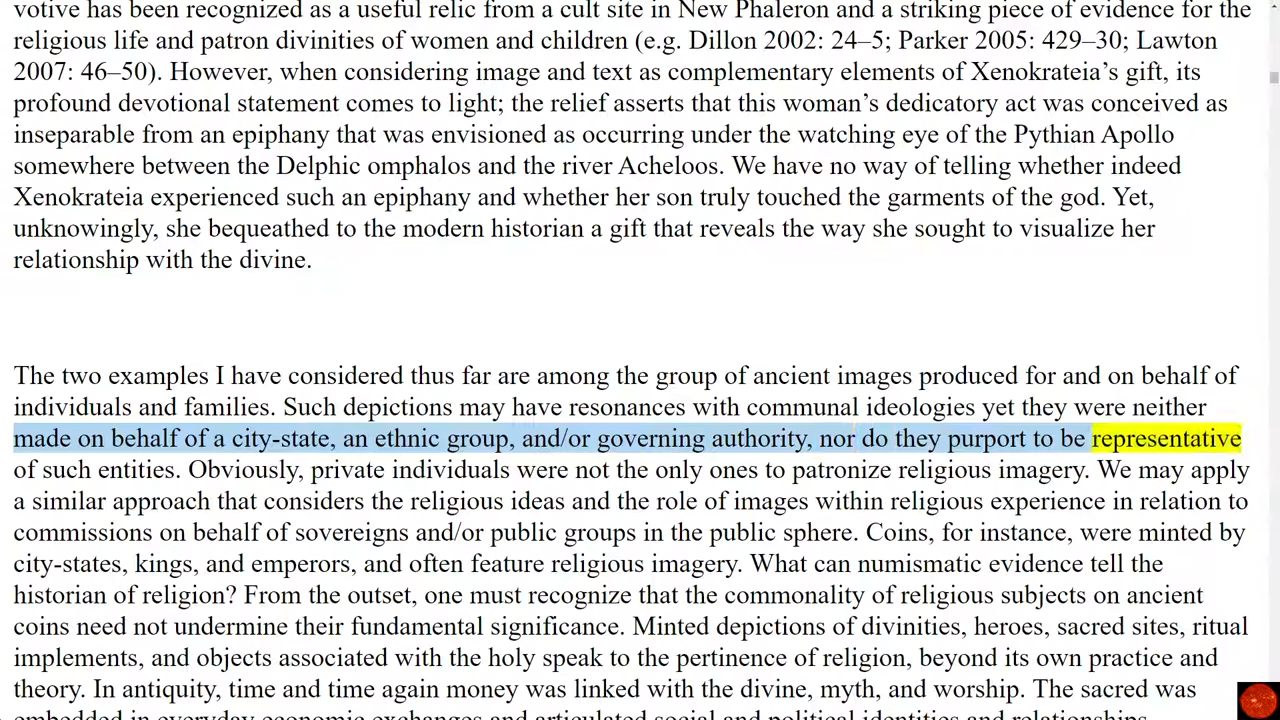 votive has been recognized as a useful relic from a cult site in New Phaleron and a striking piece of evidence for the
religious life and patron divinities of women and children (e.g. Dillon 2002: 24–5; Parker 2005: 429–30; Lawton
2007: 46–50). However, when considering image and text as complementary elements of Xenokrateia’s gift, its
profound devotional statement comes to light; the relief asserts that this woman’s dedicatory act was conceived as
inseparable from an epiphany that was envisioned as occurring under the watching eye of the Pythian Apollo
somewhere between the Delphic omphalos and the river Acheloos. We have no way of telling whether indeed
Xenokrateia experienced such an epiphany and whether her son truly touched the garments of the god. Yet,
unknowingly, she bequeathed to the modern historian a gift that reveals the way she sought to visualize her
relationship with the divine.
The two examples I have considered thus far are among the group of ancient images produced for and on behalf of
individuals and families. Such depictions may have resonances with communal ideologies yet they were neither
made on behalf of a city-state, an ethnic group, and/or governing authority, nor do they purport to be representative
of such entities. Obviously, private individuals were not the only ones to patronize religious imagery. We may apply
a similar approach that considers the religious ideas and the role of images within religious experience in relation to
commissions on behalf of sovereigns and/or public groups in the public sphere. Coins, for instance, were minted by
city-states, kings, and emperors, and often feature religious imagery. What can numismatic evidence tell the
historian of religion? From the outset, one must recognize that the commonality of religious subjects on ancient
coins need not undermine their fundamental significance. Minted depictions of divinities, heroes, sacred sites, ritual
implements, and objects associated with the holy speak to the pertinence of religion, beyond its own practice and
theory. In antiquity, time and time again money was linked with the divine, myth, and worship. The sacred was
embedded in everyday economic exchanges and articulated social and political identities and relationships.